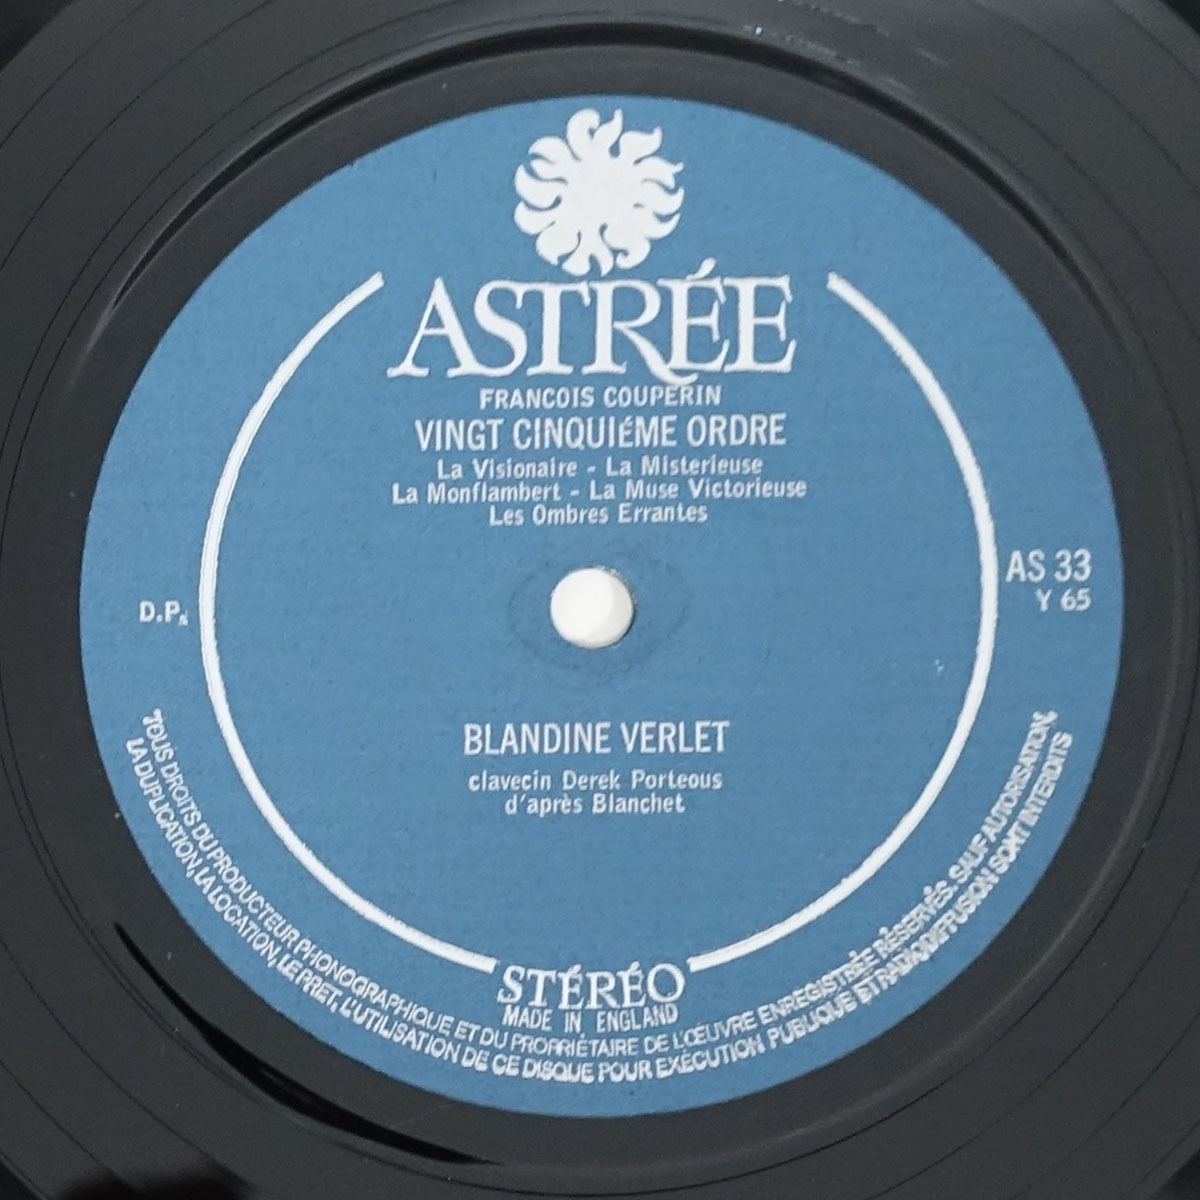 ASTRÉE
FRANCOIS COUPERIN
VINGT CINQUIÉME ORDRE
La Visionaire - La Misterieuse
La Monflambert - La Muse Victorieuse
Les Ombres Errantes
AS 33
Y 65
D.P.
BLANDINE VERLET
clavecin Derek Porteous
d'après Blanchet
STÉRÉO
MADE IN ENGLAND
TOUS DROITS DU PRODUCTEUR PHONOGRAPHIQUE ET DU PROPRIÉTAIRE DE L'ŒUVRE ENREGISTRÉE RÉSERVÉS. SAUF AUTORISATION,
LA DUPLICATION, LA LOCATION, LE PRET, L'UTILISATION DE CE DISQUE POUR EXÉCUTION PUBLIQUE ET RADIODIFFUSION SONT INTERDITS